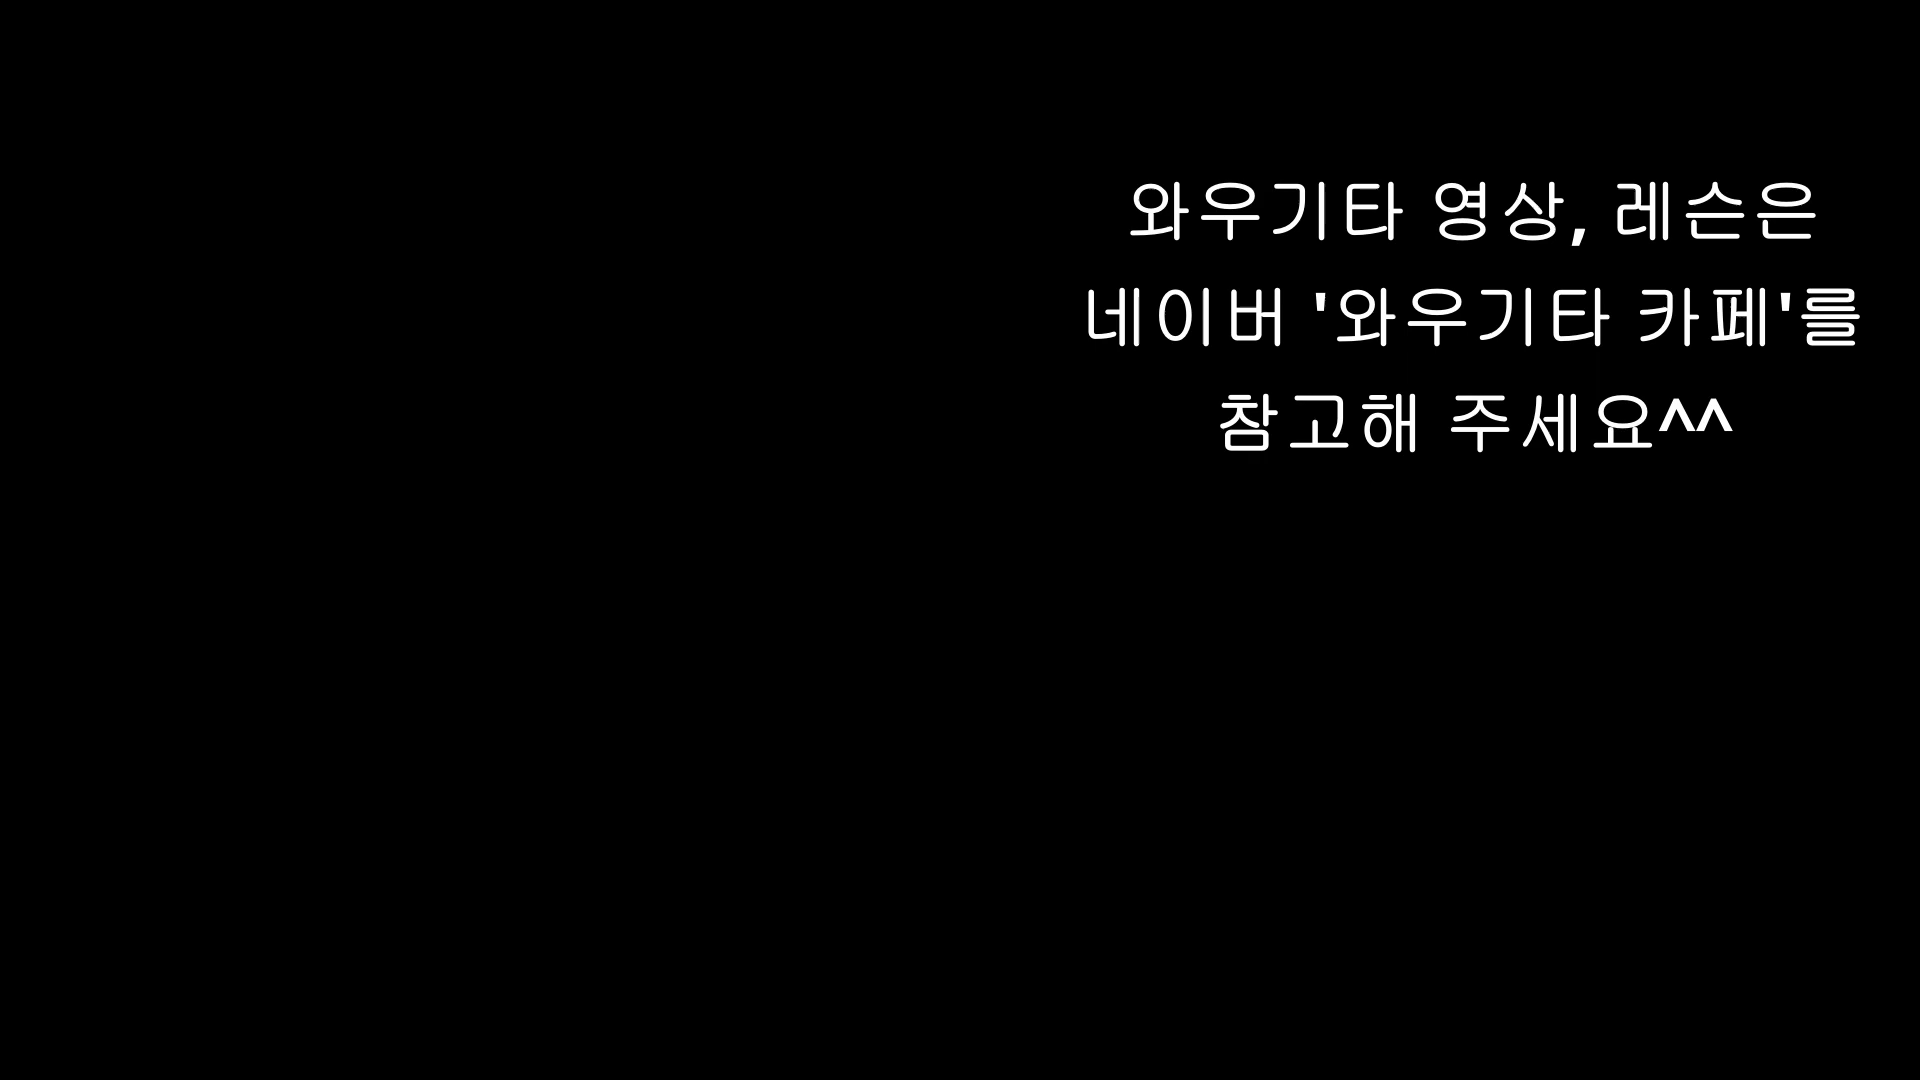 와우기타 영상, 레슨은
네이버 '와우기타 카페'를
참고해 주세요^^